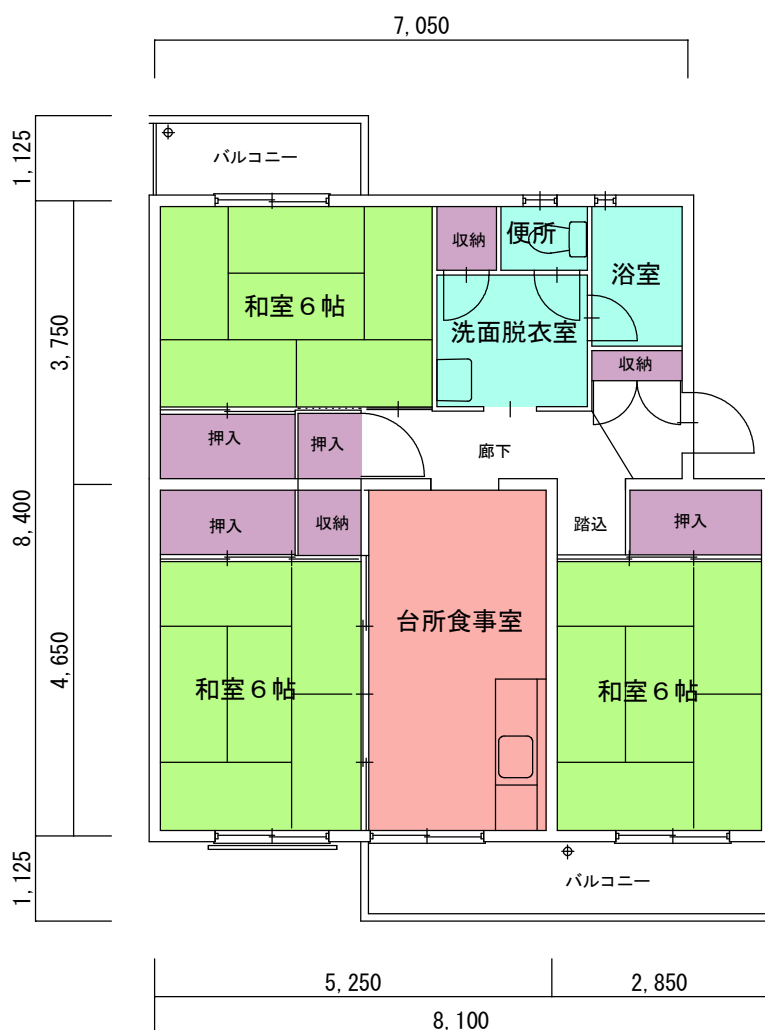 7,050
1,125
バルコニー
収納
便所
浴室
和室6帖
洗面脱衣室
3,750
収納
押入
押入
廊下
8,400
押入
収納
踏込
押入
台所食事室
4,650
和室6帖
和室6帖
1,125
バルコニー
5,250
2,850
8,100